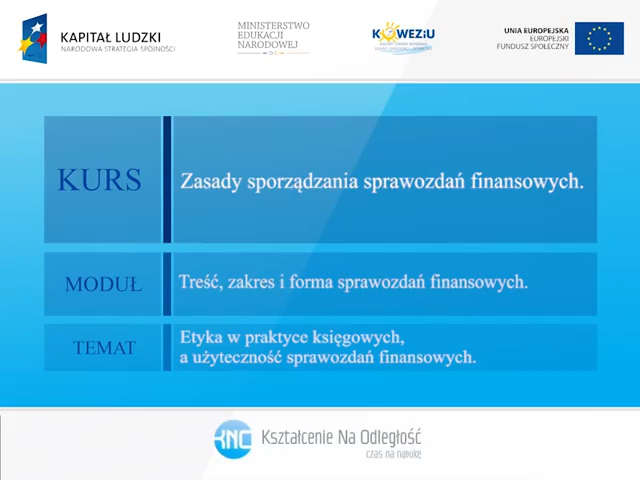 KAPITAŁ LUDZKI
NARODOWA STRATEGIA SPÓJNOŚCI
MINISTERSTWO
EDUKACJI
NARODOWEJ
KOWEZiU
UNIA EUROPEJSKA
EUROPEJSKI
FUNDUSZ SPOŁECZNY
KURS
Zasady sporządzania sprawozdań finansowych.
MODUŁ
Treść, zakres i forma sprawozdań finansowych.
TEMAT
Etyka w praktyce księgowych,
a użyteczność sprawozdań finansowych.
KNO
Kształcenie Na Odległość
czas na naukę